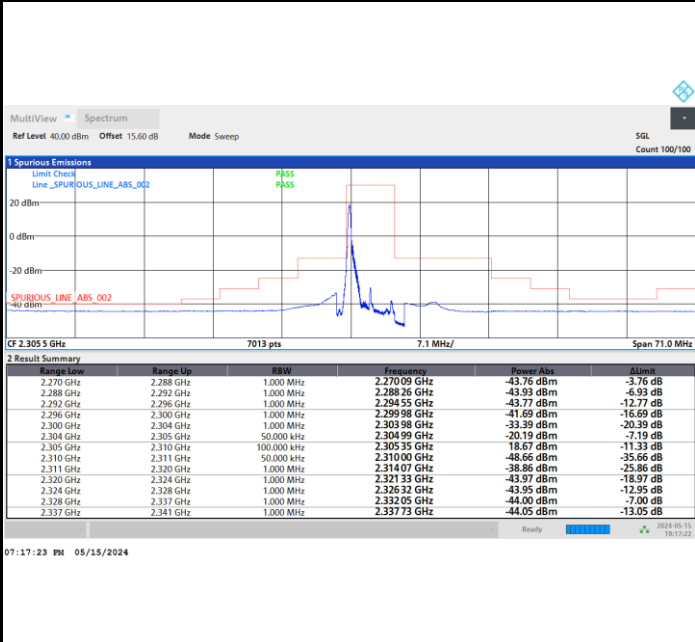 MultiView Spectrum
Ref Level 40.00 dBm Offset 15.60 dB Mode Sweep SGL
Count 100/100
1 Spurious Emissions
Limit Check PASS
Line _SPURIOUS_LINE_ABS_002 PASS
20 dBm
0 dBm
-20 dBm
SPURIOUS_LINE_ABS_002
-40 dBm
CF 2.305 5 GHz 7013 pts 7.1 MHz/ Span 71.0 MHz
2 Result Summary
Range Low Range Up RBW Frequency Power Abs ΔLimit
2.270 GHz 2.288 GHz 1.000 MHz 2.270 09 GHz -43.76 dBm -3.76 dB
2.288 GHz 2.292 GHz 1.000 MHz 2.288 26 GHz -43.93 dBm -6.93 dB
2.292 GHz 2.296 GHz 1.000 MHz 2.294 55 GHz -43.77 dBm -12.77 dB
2.296 GHz 2.300 GHz 1.000 MHz 2.299 98 GHz -41.69 dBm -16.69 dB
2.300 GHz 2.304 GHz 1.000 MHz 2.303 98 GHz -33.39 dBm -20.39 dB
2.304 GHz 2.305 GHz 50.000 kHz 2.304 99 GHz -20.19 dBm -7.19 dB
2.305 GHz 2.310 GHz 100.000 kHz 2.305 35 GHz 18.67 dBm -11.33 dB
2.310 GHz 2.311 GHz 50.000 kHz 2.310 00 GHz -48.66 dBm -35.66 dB
2.311 GHz 2.320 GHz 1.000 MHz 2.314 07 GHz -38.86 dBm -25.86 dB
2.320 GHz 2.324 GHz 1.000 MHz 2.321 33 GHz -43.97 dBm -18.97 dB
2.324 GHz 2.328 GHz 1.000 MHz 2.326 32 GHz -43.95 dBm -12.95 dB
2.328 GHz 2.337 GHz 1.000 MHz 2.332 05 GHz -44.00 dBm -7.00 dB
2.337 GHz 2.341 GHz 1.000 MHz 2.337 73 GHz -44.05 dBm -13.05 dB
Ready 2024-05-15
19:17:22
07:17:23 PM 05/15/2024